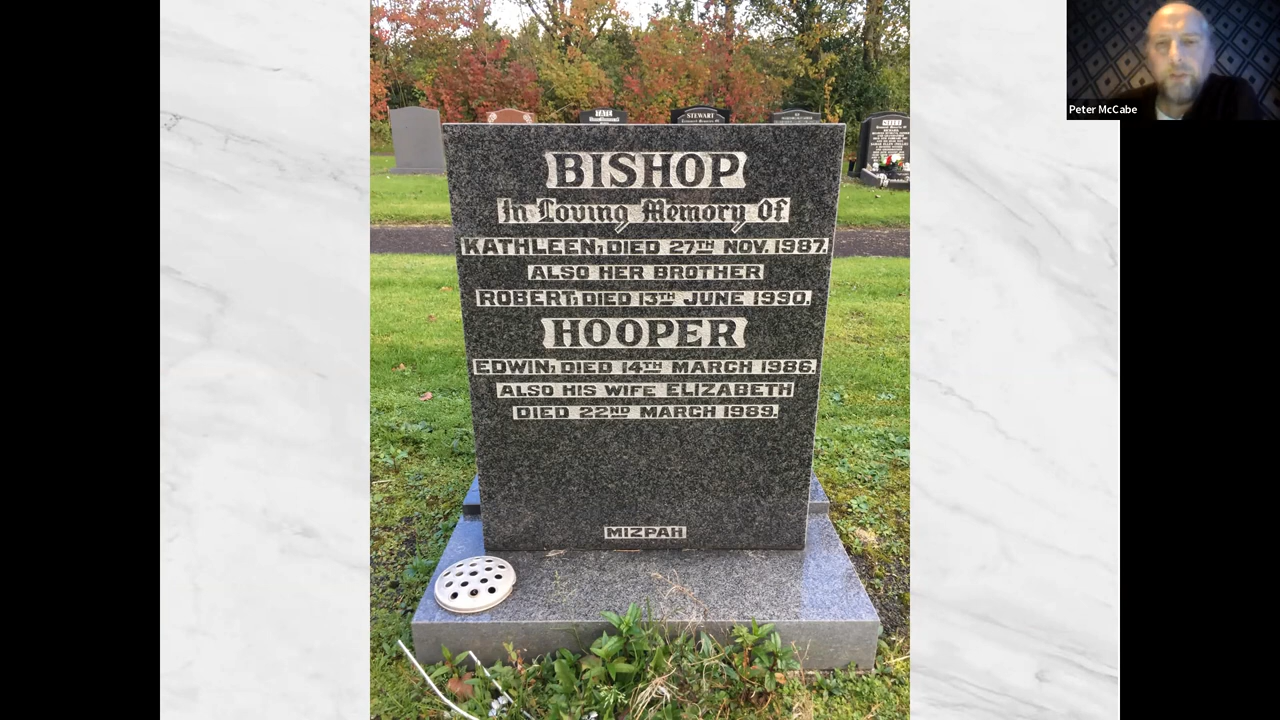 BISHOP
In Loving Memory Of
KATHLEEN, DIED 27TH NOV. 1987.
ALSO HER BROTHER
ROBERT, DIED 13TH JUNE 1990.
HOOPER
EDWIN, DIED 14TH MARCH 1986.
ALSO HIS WIFE ELIZABETH
DIED 22ND MARCH 1989.
MIZPAH
TATE
STEWART
Peter McCabe